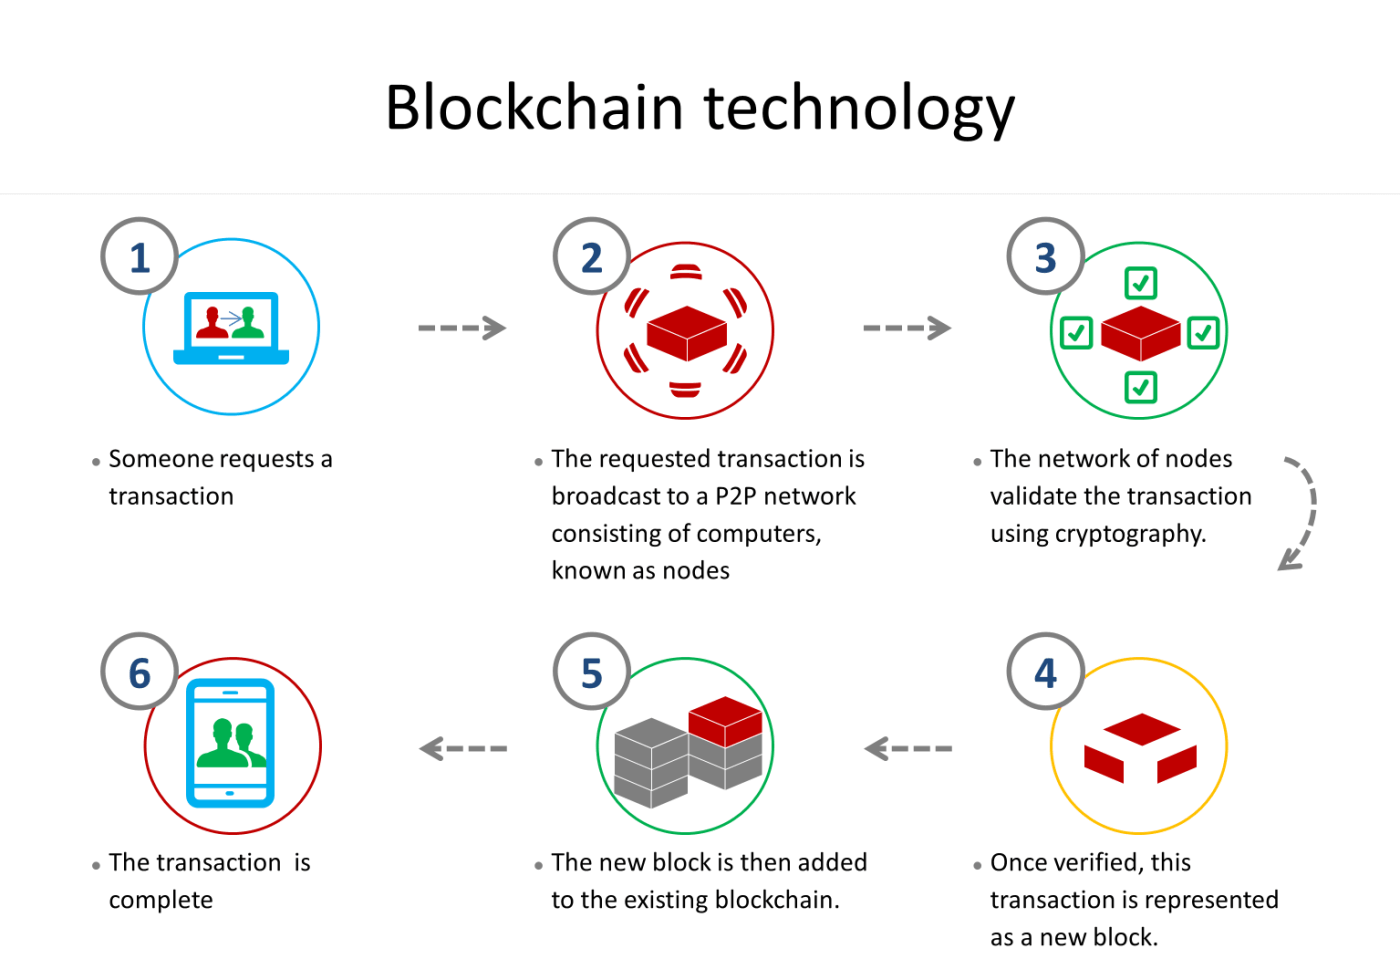 Blockchain technology
1
Someone requests a
transaction
2
The requested transaction is
broadcast to a P2P network
consisting of computers,
known as nodes
3
The network of nodes
validate the transaction
using cryptography.
4
Once verified, this
transaction is represented
as a new block.
5
The new block is then added
to the existing blockchain.
6
The transaction is
complete